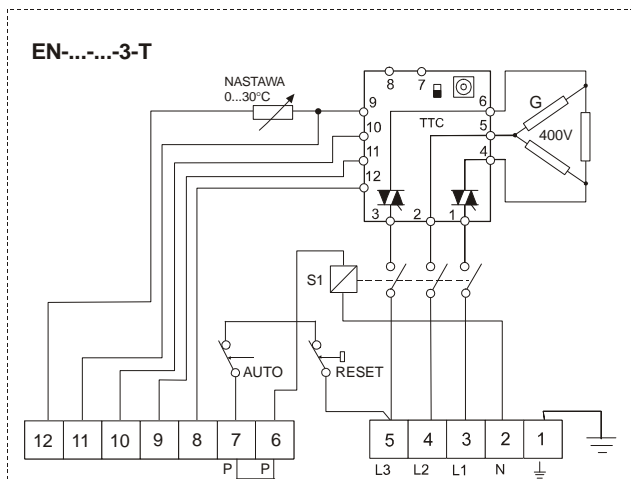 EN-...-...-3-T
NASTAWA
0...30°C
8
7
9
10
11
12
TTC
6
5
4
G
400V
3
2
1
S1
AUTO
RESET
12 11 10 9 8 7 6
P P
5 4 3 2 1
L3 L2 L1 N